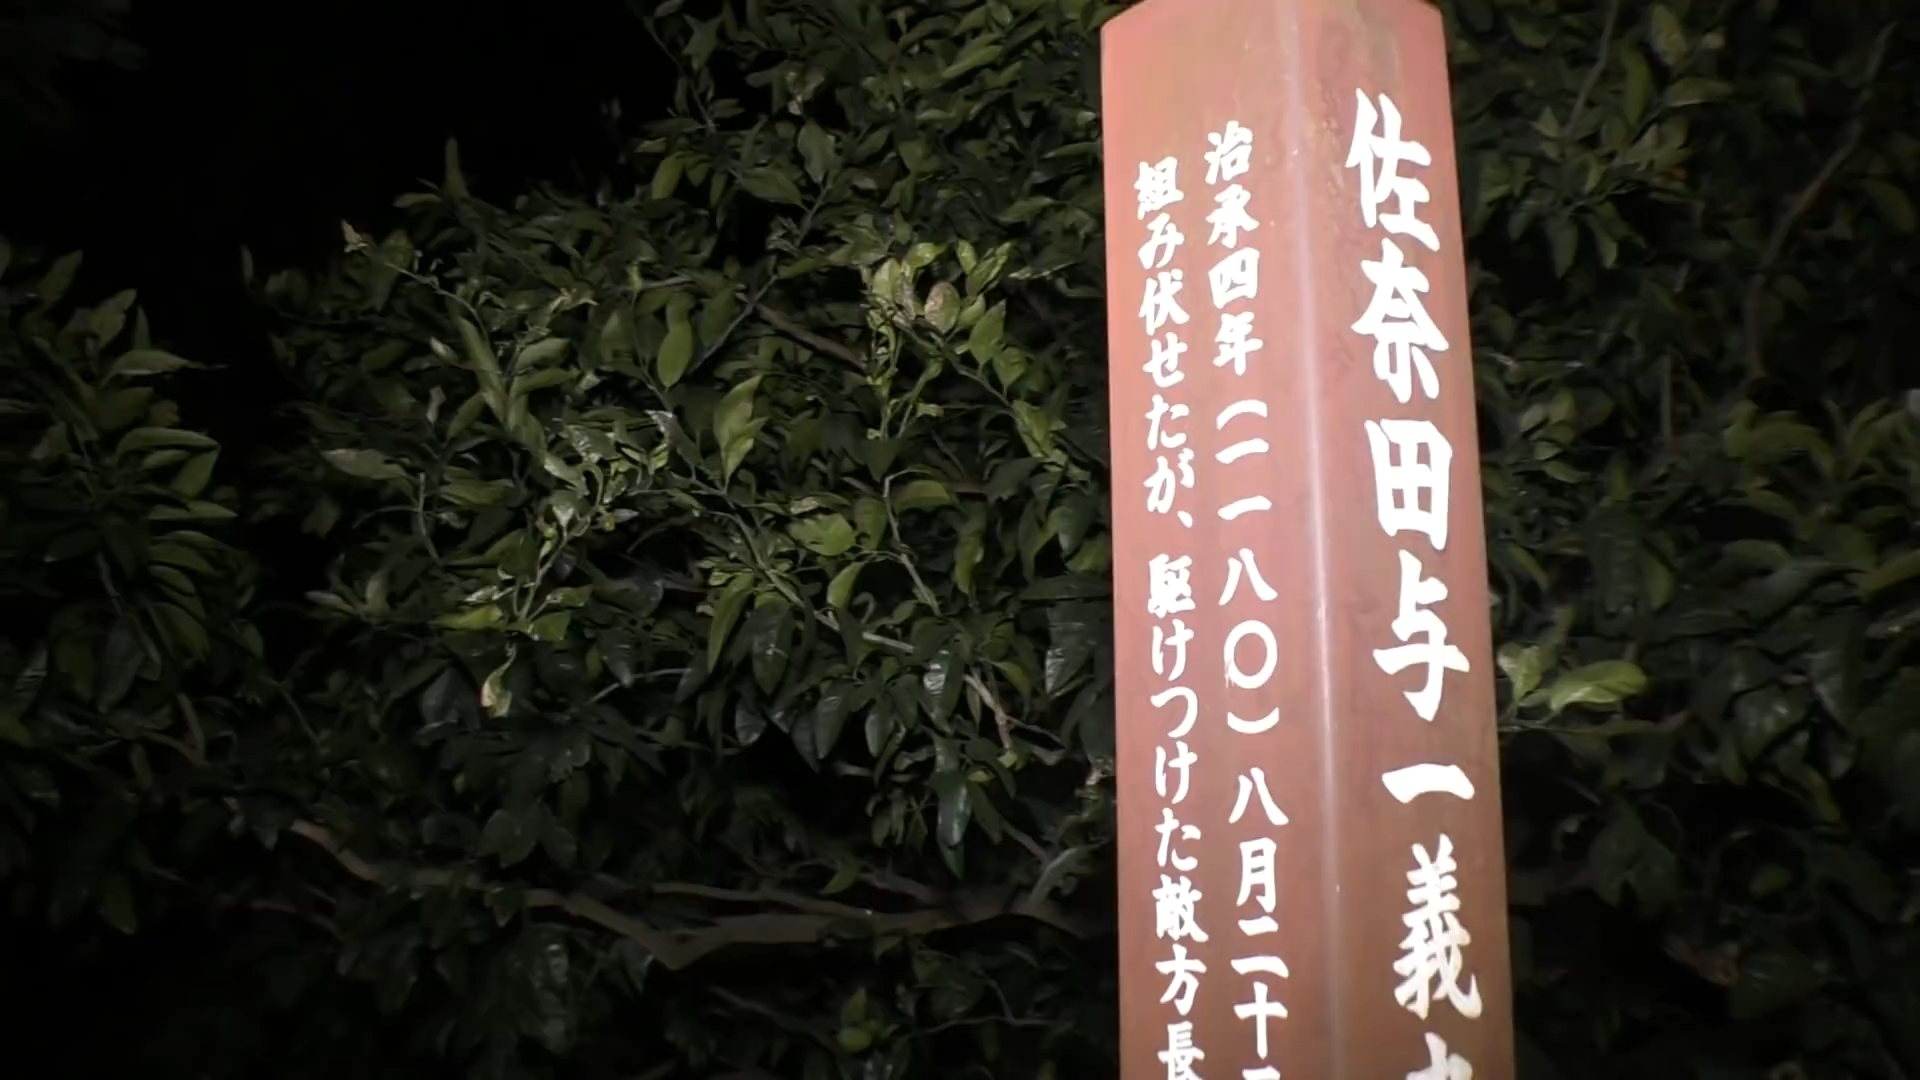 佐奈田与一義
治承四年(一一八〇)八月二十
組み伏せたが、駆けつけた敵方長